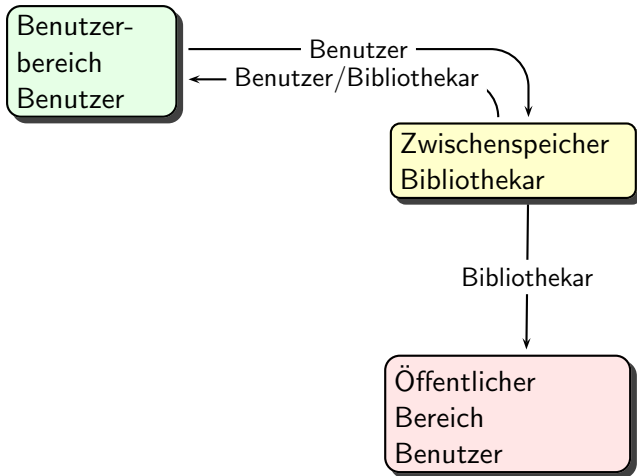 Benutzer-
bereich
Benutzer
Benutzer
Benutzer/Bibliothekar
Zwischenspeicher
Bibliothekar
Bibliothekar
Öffentlicher
Bereich
Benutzer